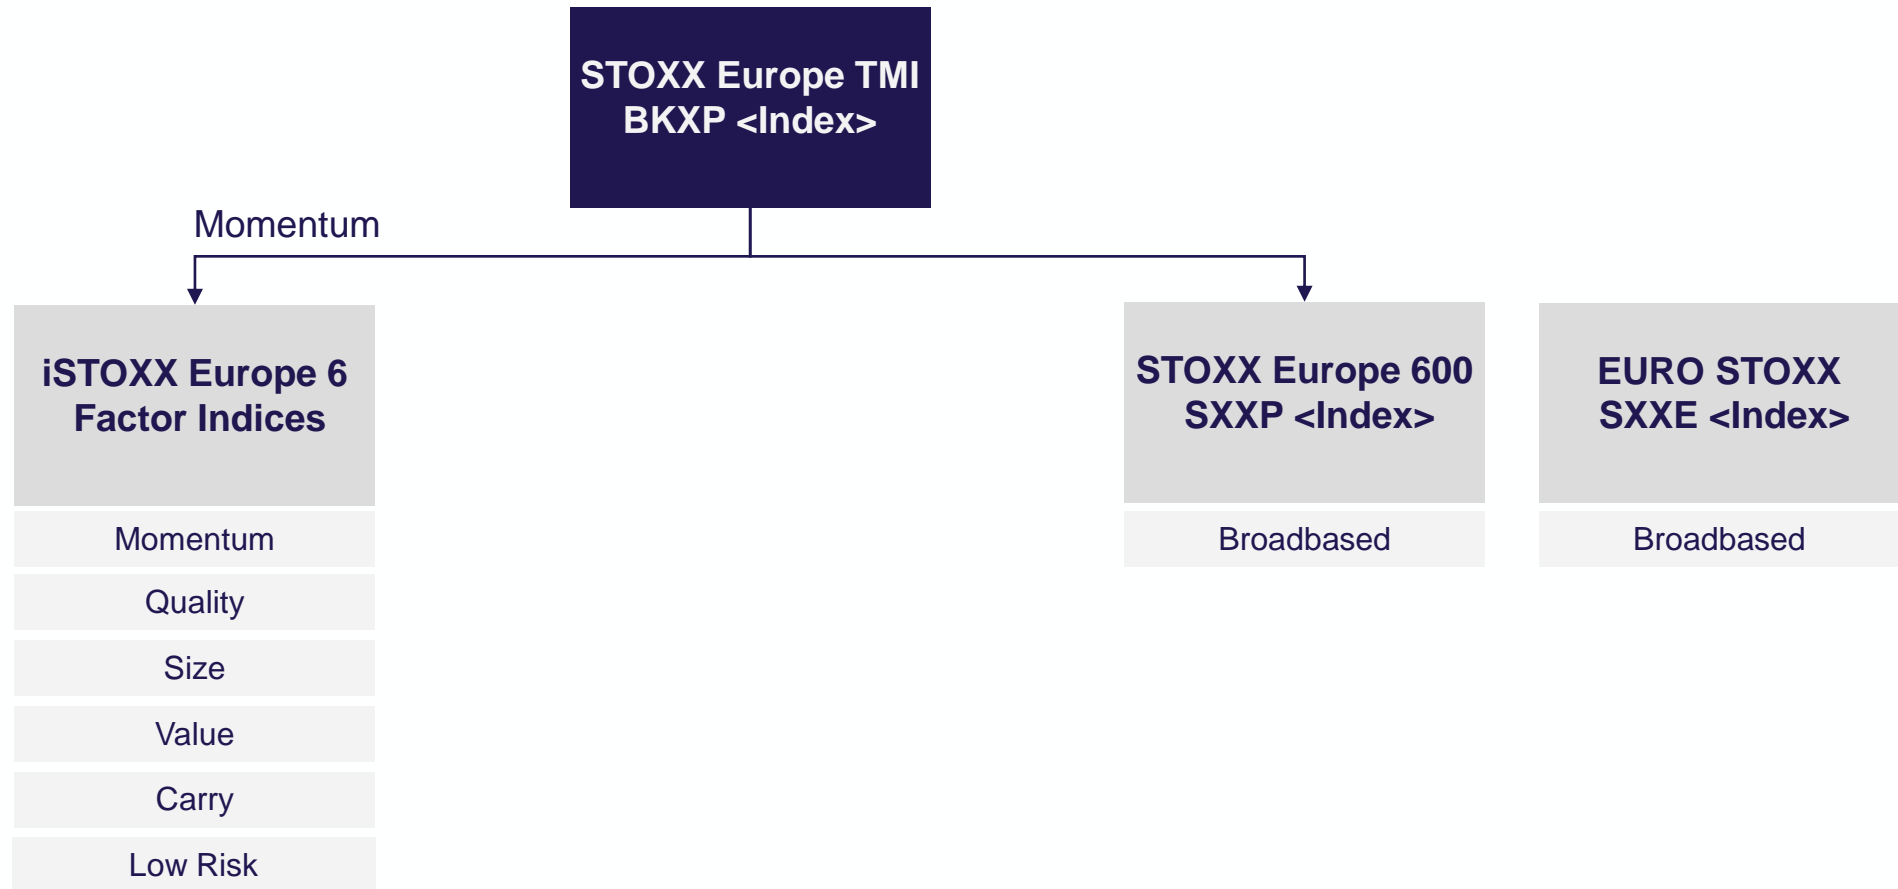 STOXX Europe TMI
BKXP <Index>
Momentum
iSTOXX Europe 6
Factor Indices
Momentum
Quality
Size
Value
Carry
Low Risk
STOXX Europe 600
SXXP <Index>
Broadbased
EURO STOXX
SXXE <Index>
Broadbased